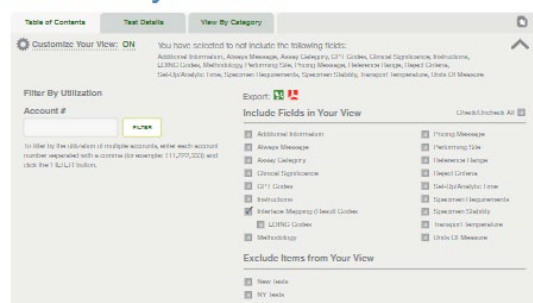 Table of Contents
Test Details
View By Category
Customize Your View: ON
You have selected to not include the following fields:
Additional Information, Always Message, Assay Category, CPT Codes, Clinical Significance, Instructions,
LOINC Codes, Methodology, Performing Site, Pricing Message, Reference Range, Reject Criteria,
Set-Up/Analytic Time, Specimen Requirements, Specimen Stability, Transport Temperature, Units Of Measure
Filter By Utilization
Account #
FILTER
To filter by the utilization of multiple accounts, enter each account
number separated with a comma (for example: 111,222,333) and
click the FILTER button.
Export:
Include Fields in Your View
Check/Uncheck All
Additional Information
Always Message
Assay Category
Clinical Significance
CPT Codes
Instructions
Interface Mapping (Result) Codes
LOINC Codes
Methodology
Pricing Message
Performing Site
Reference Range
Reject Criteria
Set-Up/Analytic Time
Specimen Requirements
Specimen Stability
Transport Temperature
Units Of Measure
Exclude Items from Your View
New Tests
NY Tests